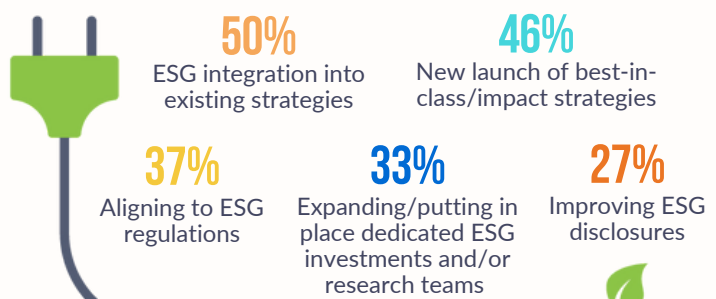 50%
ESG integration into
existing strategies
46%
New launch of best-in-
class/impact strategies
37%
Aligning to ESG
regulations
33%
Expanding/putting in
place dedicated ESG
investments and/or
research teams
27%
Improving ESG
disclosures